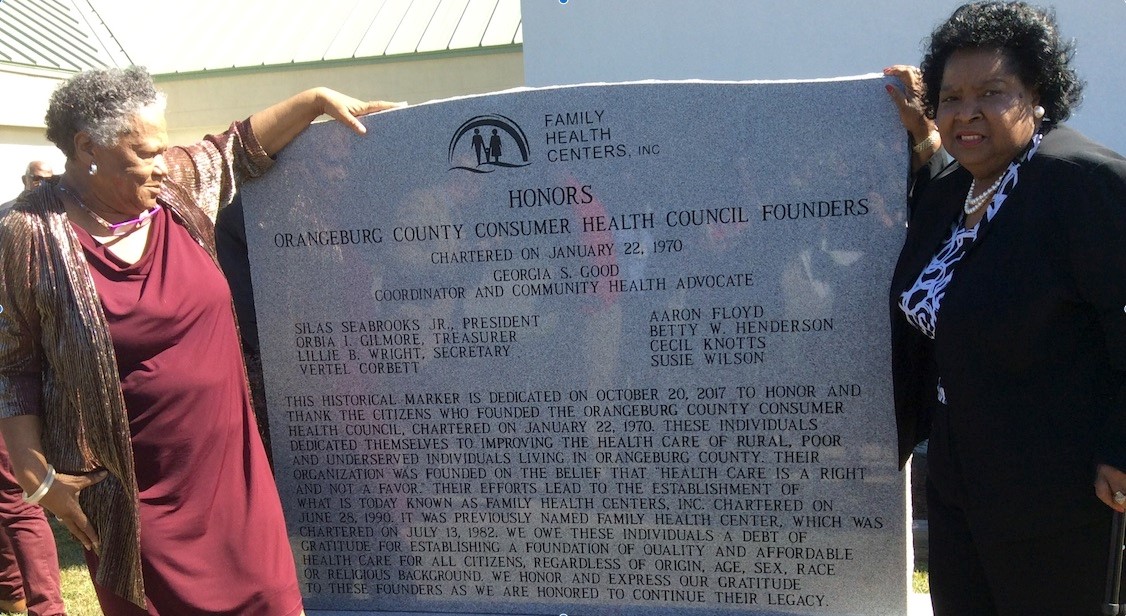 FAMILY
HEALTH
CENTERS, INC
HONORS
ORANGEBURG COUNTY CONSUMER HEALTH COUNCIL FOUNDERS
CHARTERED ON JANUARY 22, 1970
GEORGIA S. GOOD
COORDINATOR AND COMMUNITY HEALTH ADVOCATE
SILAS SEABROOKS JR., PRESIDENT
ORBIA I. GILMORE, TREASURER
LILLIE B. WRIGHT, SECRETARY
VERTEL CORBETT
AARON FLOYD
BETTY W. HENDERSON
CECIL KNOTTS
SUSIE WILSON
THIS HISTORICAL MARKER IS DEDICATED ON OCTOBER 20, 2017 TO HONOR AND
THANK THE CITIZENS WHO FOUNDED THE ORANGEBURG COUNTY CONSUMER
HEALTH COUNCIL, CHARTERED ON JANUARY 22, 1970. THESE INDIVIDUALS
DEDICATED THEMSELVES TO IMPROVING THE HEALTH CARE OF RURAL, POOR
AND UNDERSERVED INDIVIDUALS LIVING IN ORANGEBURG COUNTY. THEIR
ORGANIZATION WAS FOUNDED ON THE BELIEF THAT "HEALTH CARE IS A RIGHT
AND NOT A FAVOR." THEIR EFFORTS LEAD TO THE ESTABLISHMENT OF
WHAT IS TODAY KNOWN AS FAMILY HEALTH CENTERS, INC. CHARTERED ON
JUNE 28, 1990. IT WAS PREVIOUSLY NAMED FAMILY HEALTH CENTER, WHICH WAS
CHARTERED ON JULY 13, 1982. WE OWE THESE INDIVIDUALS A DEBT OF
GRATITUDE FOR ESTABLISHING A FOUNDATION OF QUALITY AND AFFORDABLE
HEALTH CARE FOR ALL CITIZENS, REGARDLESS OF ORIGIN, AGE, SEX, RACE
OR RELIGIOUS BACKGROUND. WE HONOR AND EXPRESS OUR GRATITUDE
TO THESE FOUNDERS AS WE ARE HONORED TO CONTINUE THEIR LEGACY.